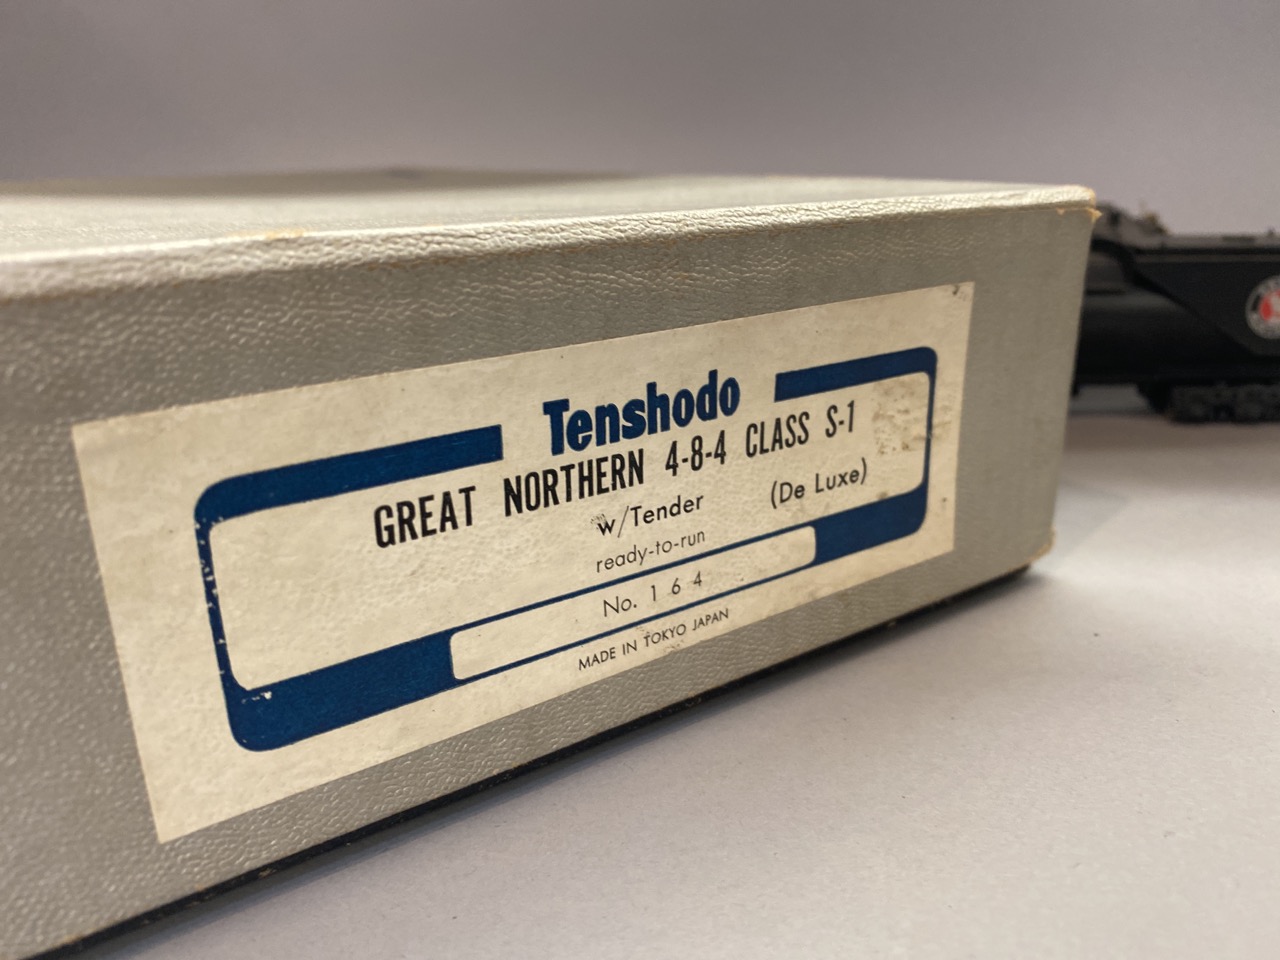 Tenshodo
GREAT NORTHERN 4-8-4 CLASS S-1
w/Tender (De Luxe)
ready-to-run
No. 1 6 4
MADE IN TOKYO JAPAN